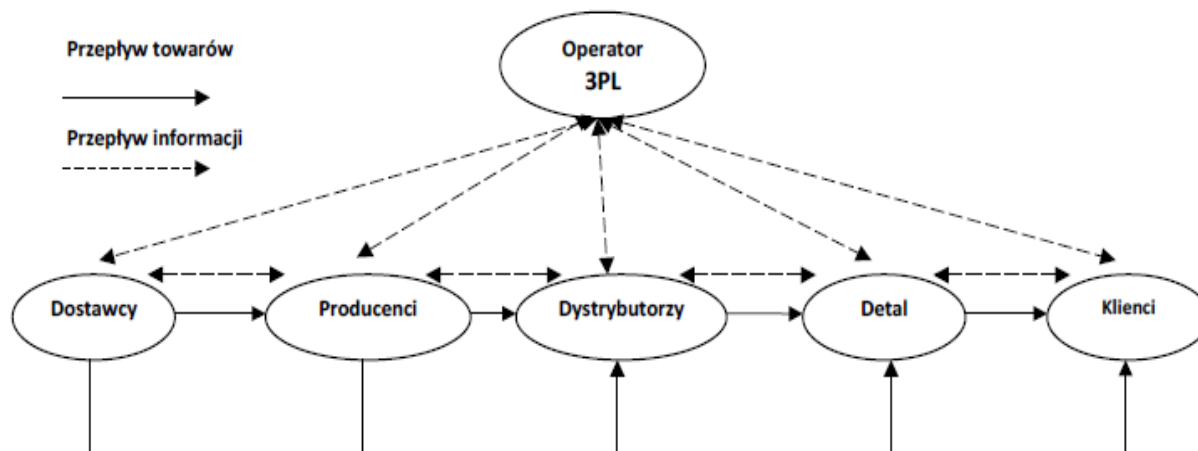 Przepływ towarów
Operator
3PL
Przepływ informacji
Dostawcy
Producenci
Dystrybutorzy
Detal
Klienci